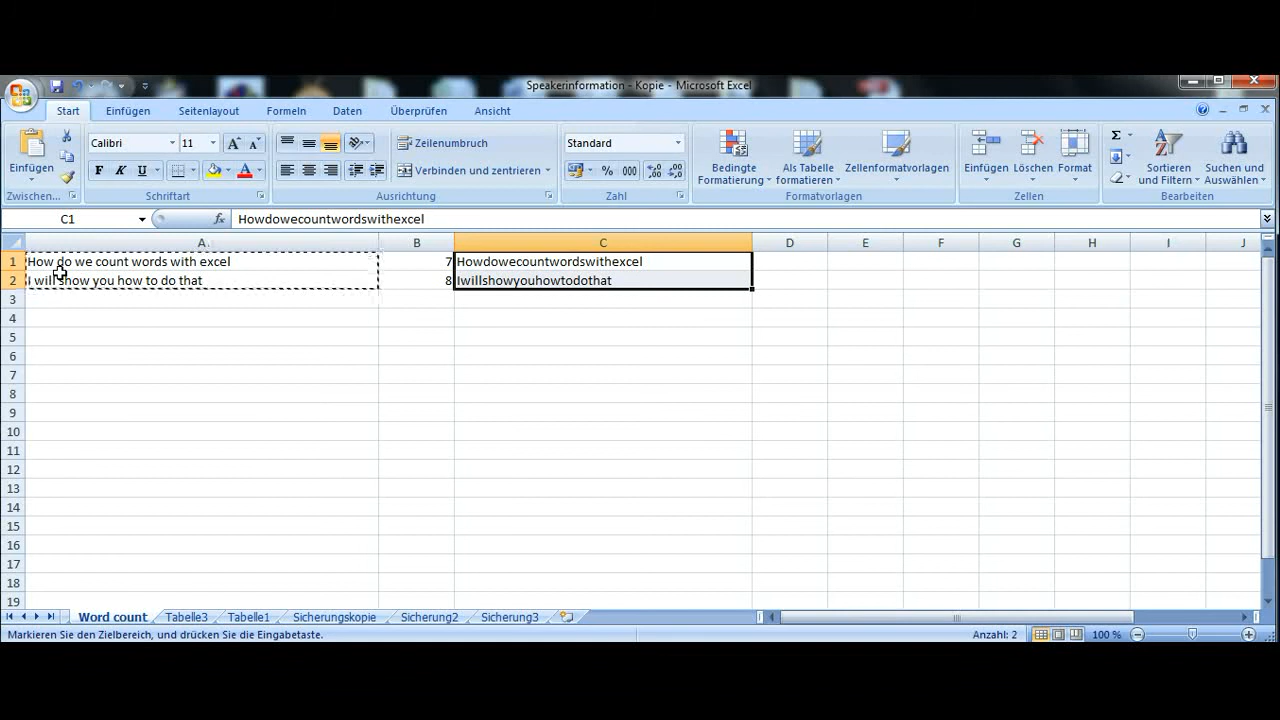 Speakerinformation - Kopie - Microsoft Excel
Start Einfügen Seitenlayout Formeln Daten Überprüfen Ansicht
Calibri 11 Zeilenumbruch Standard
Einfügen F K U A Verbinden und zentrieren % 000 Bedingte Formatierung Als Tabelle formatieren Zellenformatvorlagen Einfügen Löschen Format Σ Sortieren und Filtern Suchen und Auswählen
Zwischen... Schriftart Ausrichtung Zahl Formatvorlagen Zellen Bearbeiten
C1 fx Howdowecountwordswithexcel
A B C D E F G H I J
1 How do we count words with excel 7 Howdowecountwordswithexcel
2 I will show you how to do that 8 Iwillshowyouhowtodothat
3
4
5
6
7
8
9
10
11
12
13
14
15
16
17
18
19
Word count Tabelle3 Tabelle1 Sicherungskopie Sicherung2 Sicherung3
Markieren Sie den Zielbereich, und drücken Sie die Eingabetaste. Anzahl: 2 100 %